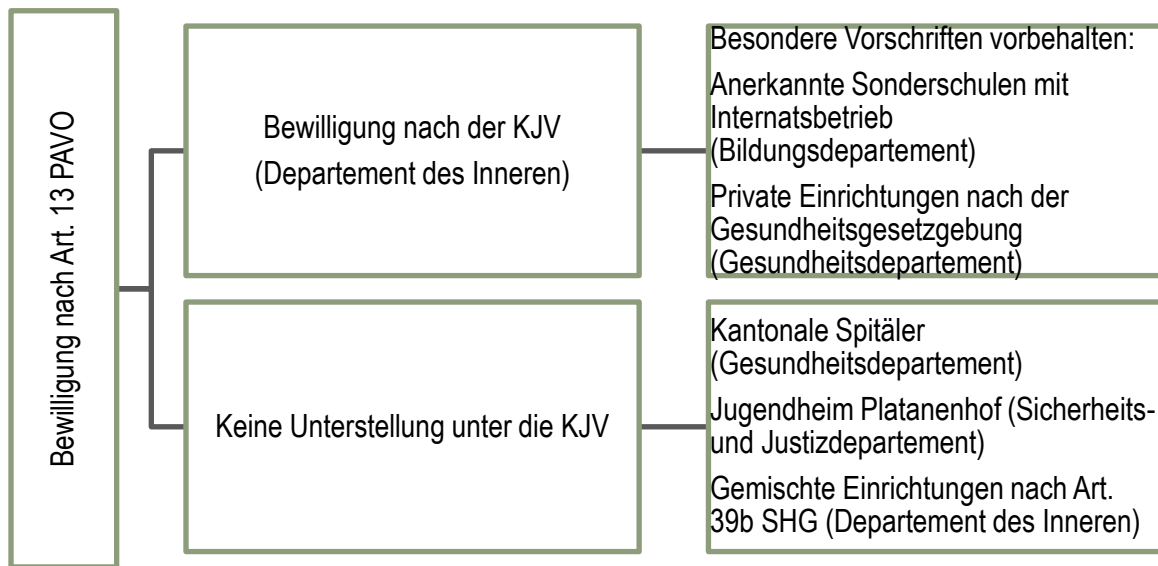 Bewilligung nach Art. 13 PAVO
Bewilligung nach der KJV
(Departement des Inneren)
Besondere Vorschriften vorbehalten:
Anerkannte Sonderschulen mit
Internatsbetrieb
(Bildungsdepartement)
Private Einrichtungen nach der
Gesundheitsgesetzgebung
(Gesundheitsdepartement)
Keine Unterstellung unter die KJV
Kantonale Spitäler
(Gesundheitsdepartement)
Jugendheim Platanenhof (Sicherheits-
und Justizdepartement)
Gemischte Einrichtungen nach Art.
39b SHG (Departement des Inneren)